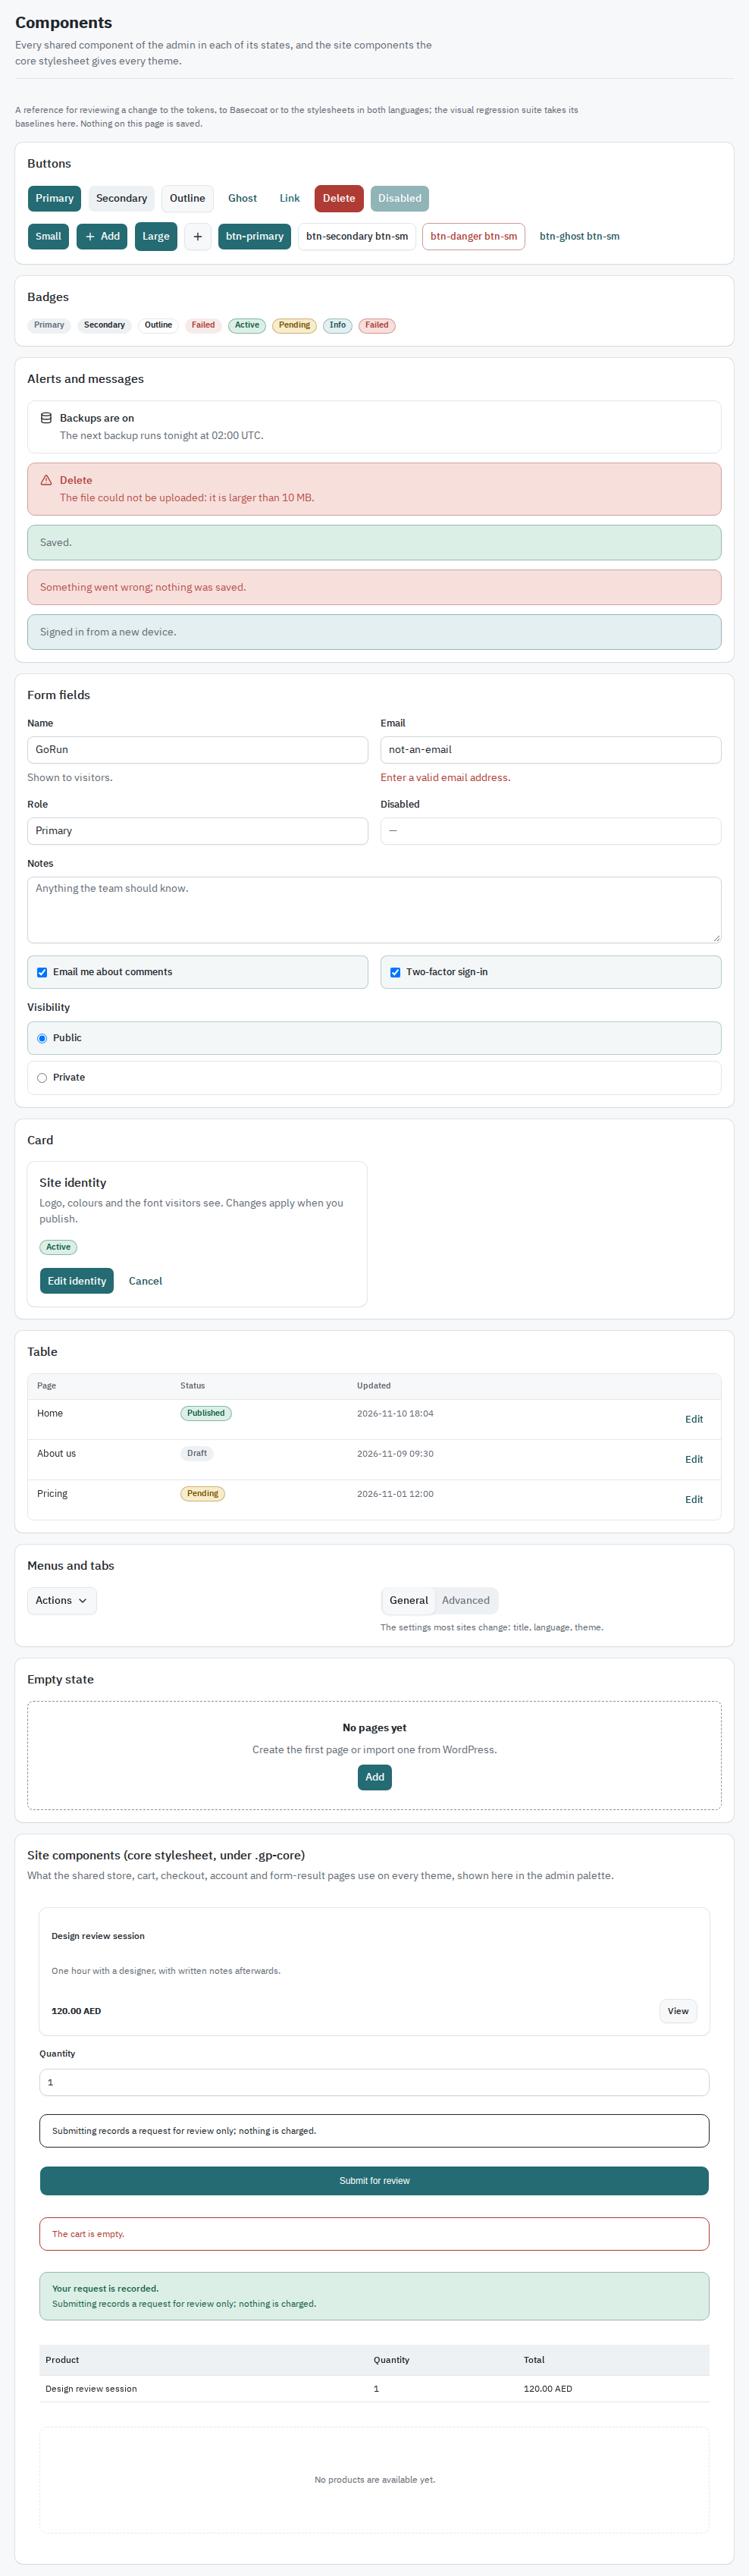 Components
Every shared component of the admin in each of its states, and the site components the
core stylesheet gives every theme.
A reference for reviewing a change to the tokens, to Basecoat or to the stylesheets in both languages; the visual regression suite takes its
baselines here. Nothing on this page is saved.
Buttons
Primary Secondary Outline Ghost Link Delete Disabled
Small + Add Large + btn-primary btn-secondary btn-sm btn-danger btn-sm btn-ghost btn-sm
Badges
Primary Secondary Outline Failed Active Pending Info Failed
Alerts and messages
Backups are on
The next backup runs tonight at 02:00 UTC.
Delete
The file could not be uploaded: it is larger than 10 MB.
Saved.
Something went wrong; nothing was saved.
Signed in from a new device.
Form fields
Name Email
GoRun not-an-email
Shown to visitors. Enter a valid email address.
Role Disabled
Primary —
Notes
Anything the team should know.
Email me about comments Two-factor sign-in
Visibility
Public
Private
Card
Site identity
Logo, colours and the font visitors see. Changes apply when you
publish.
Active
Edit identity Cancel
Table
Page Status Updated
Home Published 2026-11-10 18:04 Edit
About us Draft 2026-11-09 09:30 Edit
Pricing Pending 2026-11-01 12:00 Edit
Menus and tabs
Actions General Advanced
The settings most sites change: title, language, theme.
Empty state
No pages yet
Create the first page or import one from WordPress.
Add
Site components (core stylesheet, under .gp-core)
What the shared store, cart, checkout, account and form-result pages use on every theme, shown here in the admin palette.
Design review session
One hour with a designer, with written notes afterwards.
120.00 AED View
Quantity
1
Submitting records a request for review only; nothing is charged.
Submit for review
The cart is empty.
Your request is recorded.
Submitting records a request for review only; nothing is charged.
Product Quantity Total
Design review session 1 120.00 AED
No products are available yet.